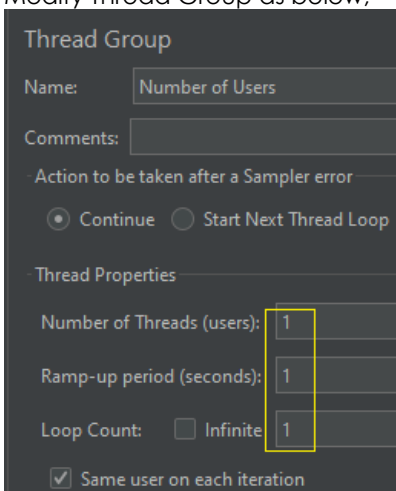 Modify Thread Group as below,
Thread Group
Name: Number of Users
Comments:
Action to be taken after a Sampler error
Continue Start Next Thread Loop
Thread Properties
Number of Threads (users): 1
Ramp-up period (seconds): 1
Loop Count: Infinite 1
Same user on each iteration